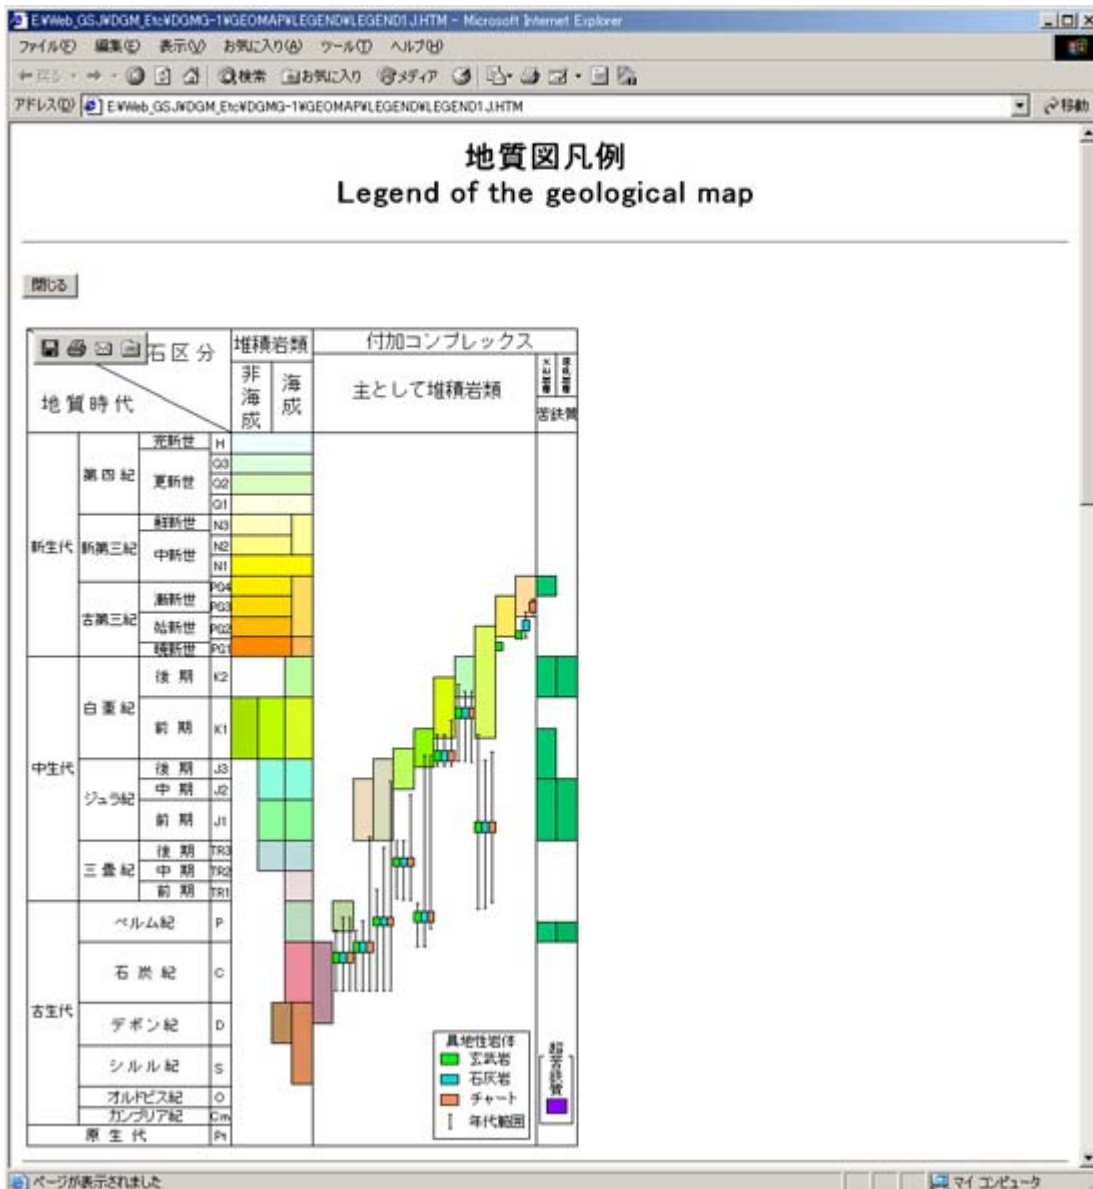 E:¥Web_GSJ¥DGM_Etc¥DGMG-1¥GEOMAP¥LEGEND¥LEGEND1J.HTM - Microsoft Internet Explorer
ファイル(F) 編集(E) 表示(V) お気に入り(A) ツール(T) ヘルプ(H)
戻る 検索 お気に入り メディア
アドレス(D) E:¥Web_GSJ¥DGM_Etc¥DGMG-1¥GEOMAP¥LEGEND¥LEGEND1J.HTM 移動
地質図凡例
Legend of the geological map
閉じる
石区分 堆積岩類 付加コンプレックス
地質時代 非海成 海成 主として堆積岩類 苦鉄質
完新世 H
Q3
第四紀 更新世 Q2
Q1
鮮新世 N3
新生代 新第三紀 中新世 N2
N1
PG4
漸新世 PG3
古第三紀 始新世 PG2
暁新世 PG1
後期 K2
白亜紀 前期 K1
中生代 後期 J3
ジュラ紀 中期 J2
前期 J1
後期 TR3
三畳紀 中期 TR2
前期 TR1
ペルム紀 P
石炭紀 C
古生代 デボン紀 D
シルル紀 S
オルドビス紀 O
カンブリア紀 Cm
原生代 Pt
異地性岩体
玄武岩
石灰岩
チャート
年代範囲
超苦鉄質
ページが表示されました マイ コンピュータ